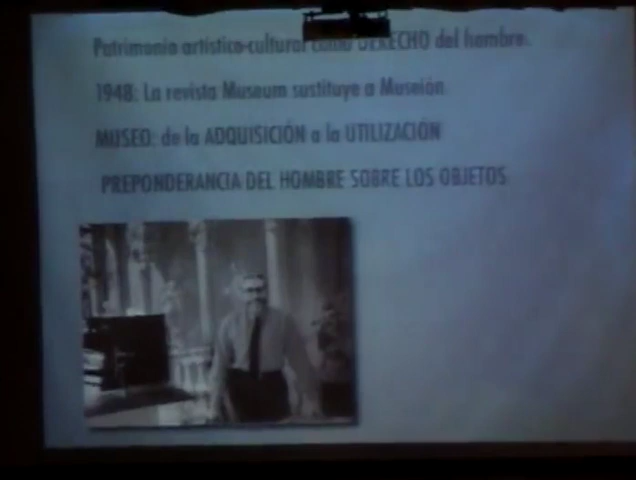 Patrimonio artístico-cultural como DERECHO del hombre.
1948: La revista Museum sustituye a Museión
MUSEO: de la ADQUISICIÓN a la UTILIZACIÓN
PREPONDERANCIA DEL HOMBRE SOBRE LOS OBJETOS